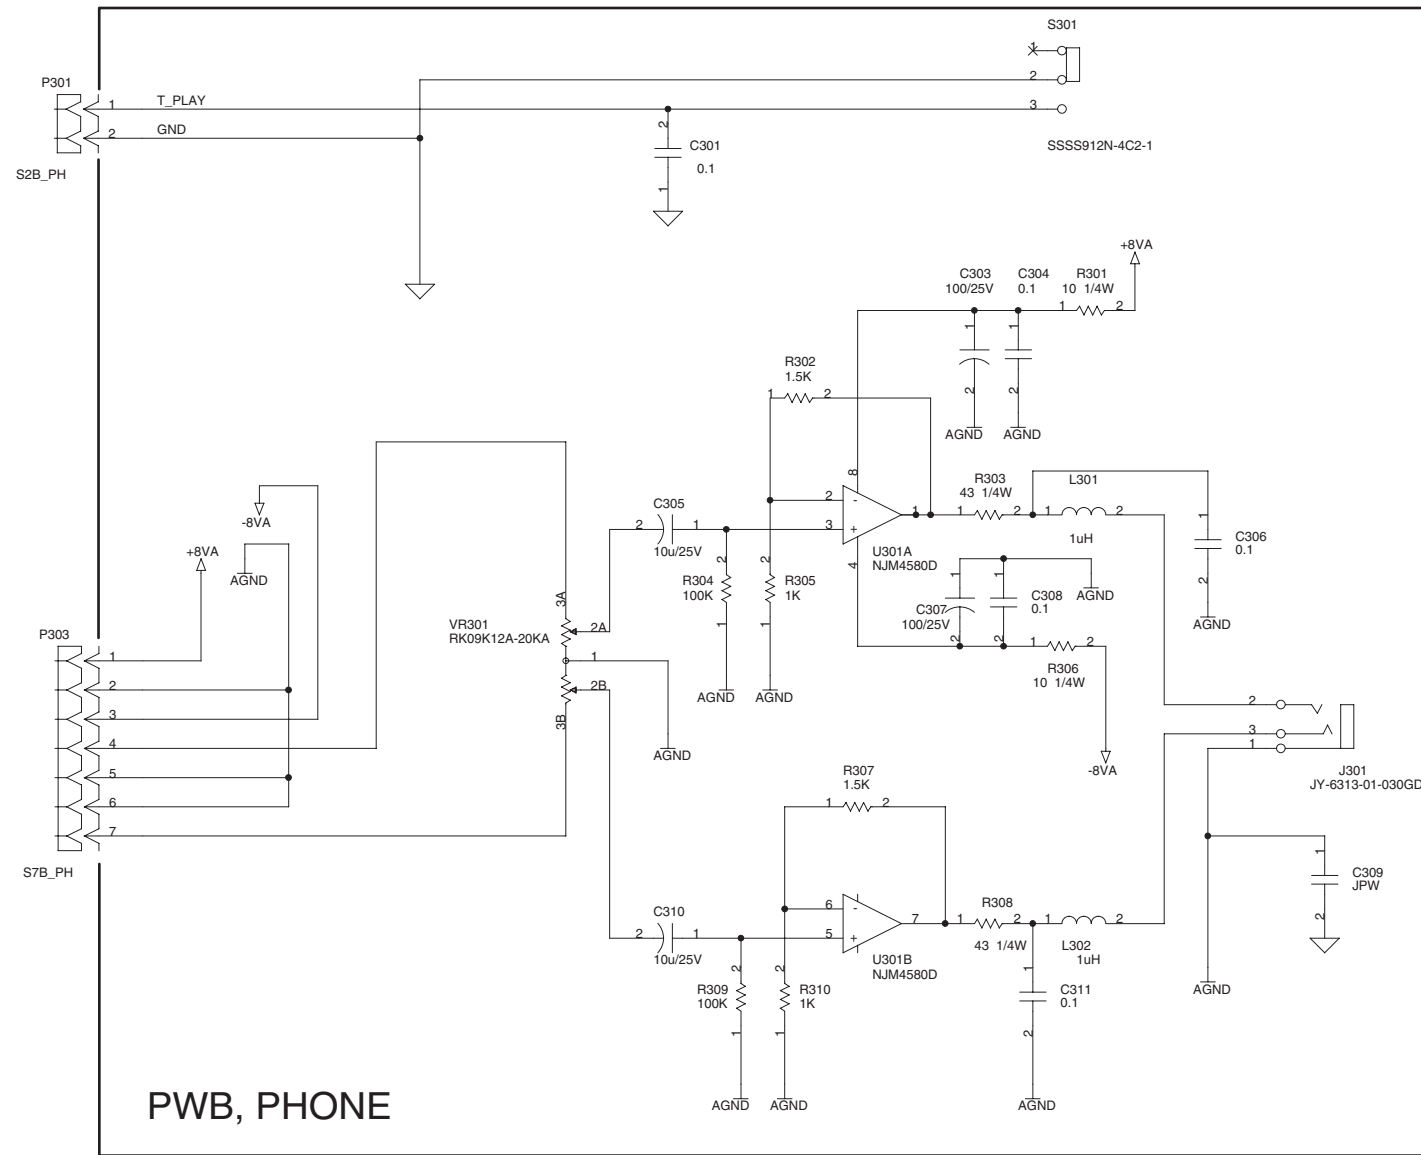 S301
1
P301
2
1 T_PLAY
3
2
2 GND
C301
SSSS912N-4C2-1
0.1
S2B_PH
1
+8VA
C303 C304 R301
100/25V 0.1 10 1/4W
1 2
1 1
R302
1.5K
1 2
2 2
AGND AGND
8
R303 L301
43 1/4W
-8VA
2 - 1 1 2 1 2
C305
2 1 3 +
1
10u/25V
1uH
C306
0.1
+8VA
U301A
NJM4580D
4
2 2
AGND
R304 R305
100K 1K
1 1
C308
AGND
0.1
C307
100/25V
2
3A
1 1
VR301
RK09K12A-20KA
2A
AGND
P303
2 2 1 2
1
1
R306
10 1/4W
2
2B
AGND AGND
2
3
3B
3
4
AGND
1
-8VA
J301
JY-6313-01-030GD
5
R307
1.5K
6
1 2
7
1
S7B_PH
C309
JPW
R308
C310
6 - 7 1 2 1 2
2 1 5 +
2
10u/25V
43 1/4W L302
1uH
U301B
NJM4580D
2 2
1
R309 R310
100K 1K
C311
0.1
AGND
1 1
2
PWB, PHONE
AGND AGND AGND